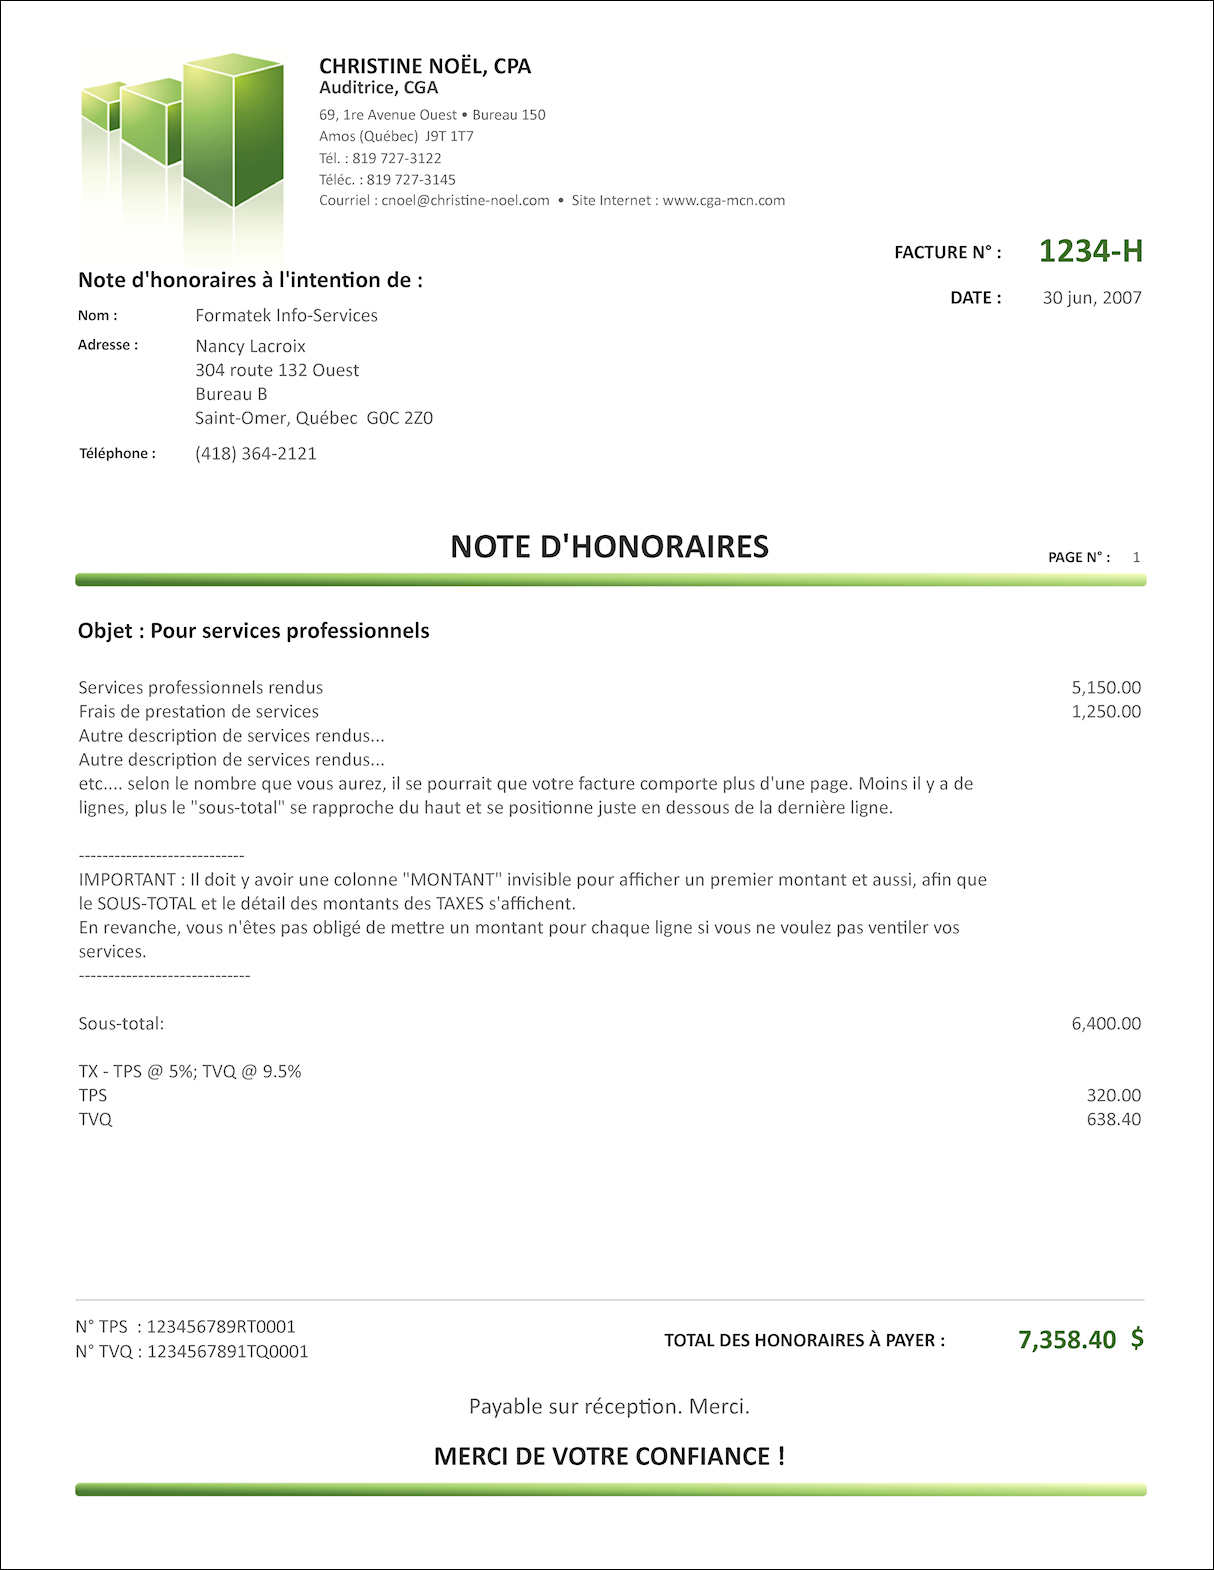 CHRISTINE NOËL, CPA
Auditrice, CGA
69, 1re Avenue Ouest • Bureau 150
Amos (Québec)  J9T 1T7
Tél. : 819 727-3122
Téléc. : 819 727-3145
Courriel : cnoel@christine-noel.com  •  Site Internet : www.cga-mcn.com
FACTURE N° : 1234-H
DATE : 30 jun, 2007
Note d'honoraires à l'intention de :
Nom : Formatek Info-Services
Adresse : Nancy Lacroix
304 route 132 Ouest
Bureau B
Saint-Omer, Québec  G0C 2Z0
Téléphone : (418) 364-2121
NOTE D'HONORAIRES
PAGE N° : 1
Objet : Pour services professionnels
Services professionnels rendus 5,150.00
Frais de prestation de services 1,250.00
Autre description de services rendus...
Autre description de services rendus...
etc.... selon le nombre que vous aurez, il se pourrait que votre facture comporte plus d'une page. Moins il y a de
lignes, plus le "sous-total" se rapproche du haut et se positionne juste en dessous de la dernière ligne.
----------------------------
IMPORTANT : Il doit y avoir une colonne "MONTANT" invisible pour afficher un premier montant et aussi, afin que
le SOUS-TOTAL et le détail des montants des TAXES s'affichent.
En revanche, vous n'êtes pas obligé de mettre un montant pour chaque ligne si vous ne voulez pas ventiler vos
services.
-----------------------------
Sous-total: 6,400.00
TX - TPS @ 5%; TVQ @ 9.5%
TPS 320.00
TVQ 638.40
N° TPS  : 123456789RT0001
N° TVQ : 1234567891TQ0001
TOTAL DES HONORAIRES À PAYER : 7,358.40 $
Payable sur réception. Merci.
MERCI DE VOTRE CONFIANCE !